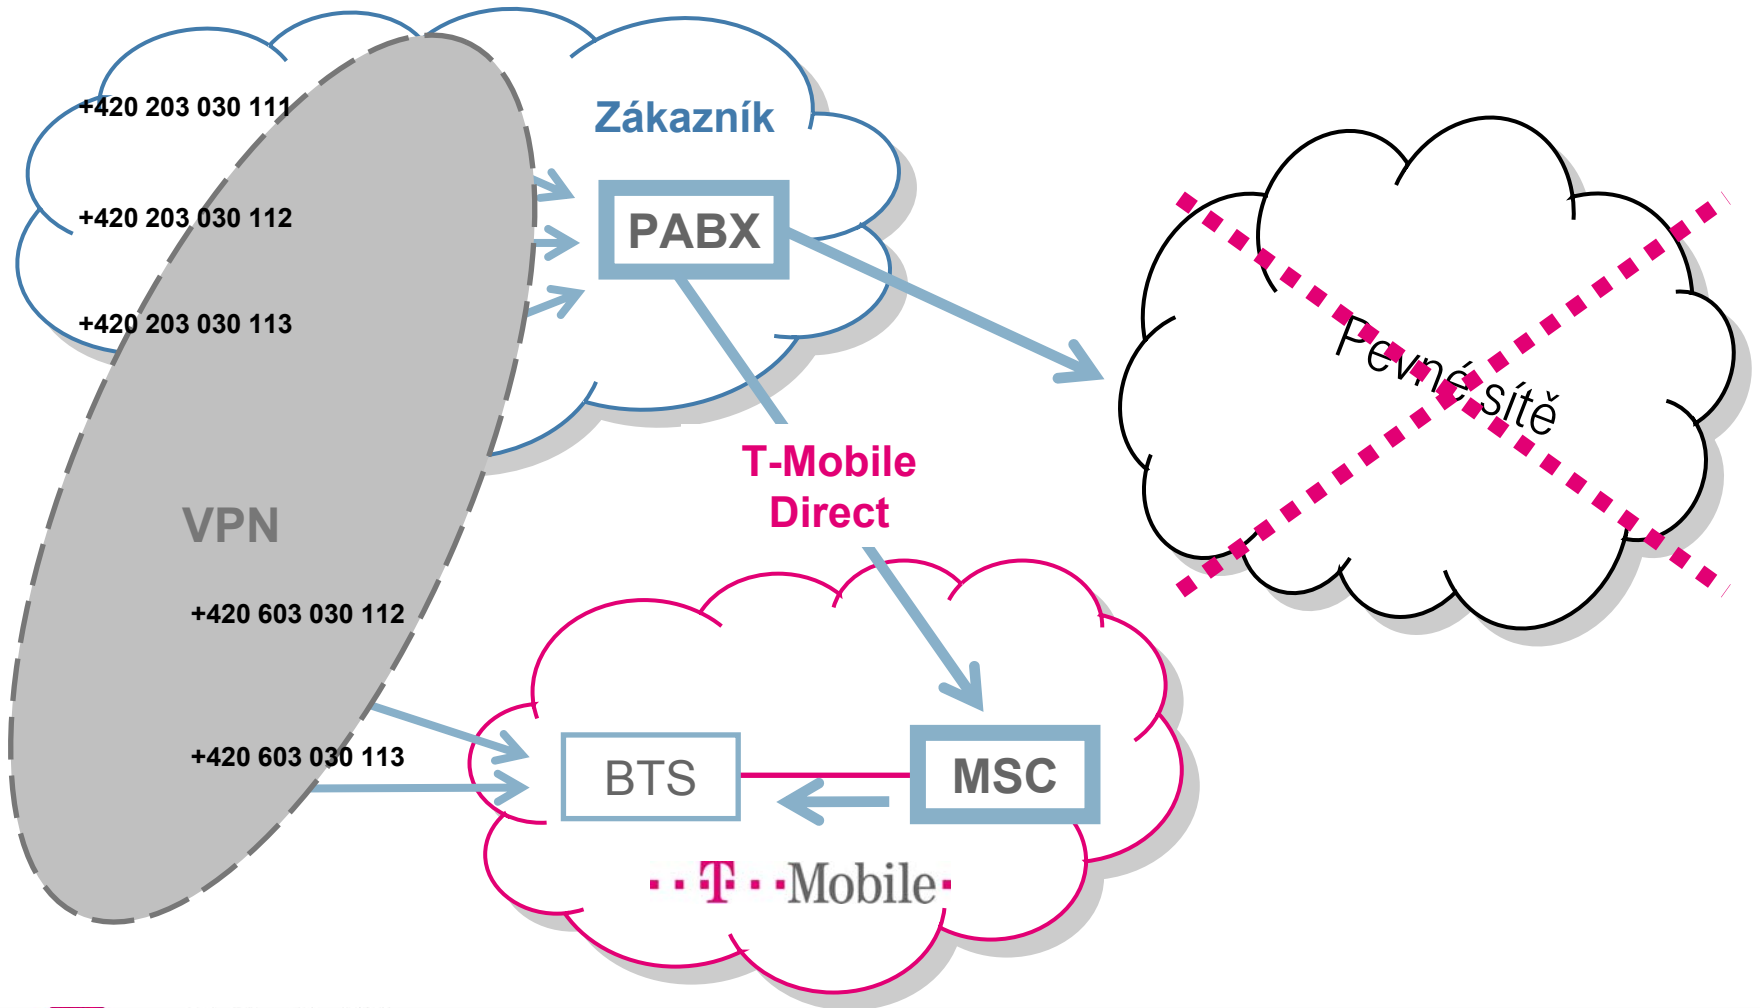 +420 203 030 111
Zákazník
+420 203 030 112
PABX
+420 203 030 113
Pevné sítě
T-Mobile
Direct
VPN
+420 603 030 112
+420 603 030 113
BTS
MSC
T Mobile